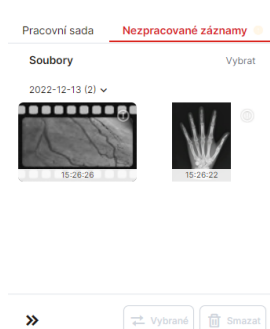 Pracovní sada Nezpracované záznamy
Soubory Vybrat
2022-12-13 (2)
15:26:26 15:26:22
Vybrané Smazat